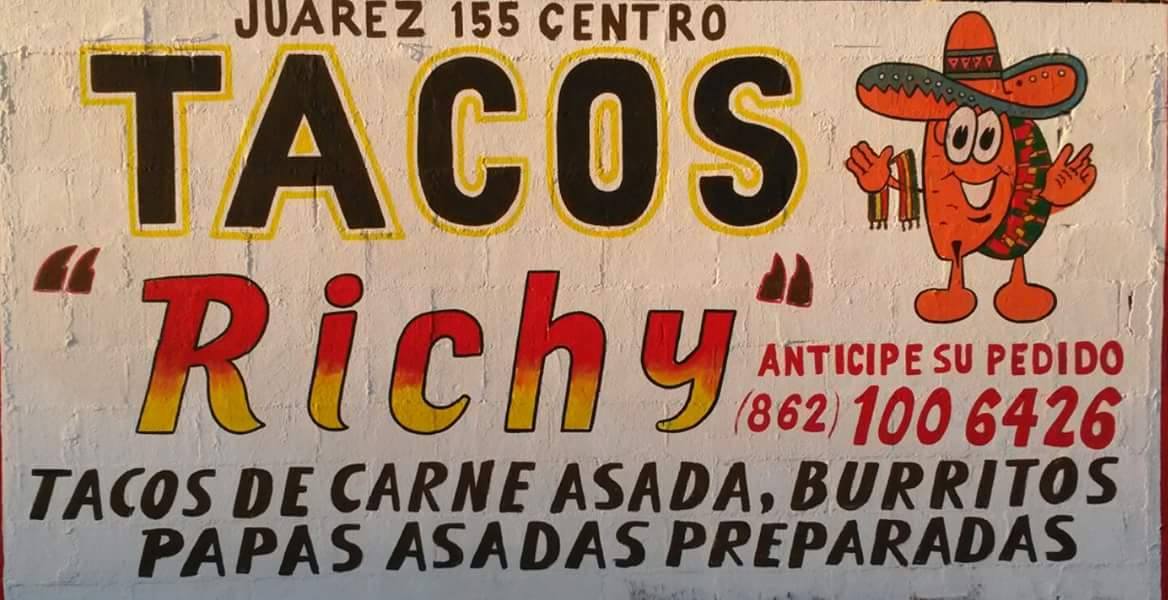 JUAREZ 155 CENTRO
TACOS
"Richy"
ANTICIPE SU PEDIDO
(862) 100 6426
TACOS DE CARNE ASADA, BURRITOS
PAPAS ASADAS PREPARADAS